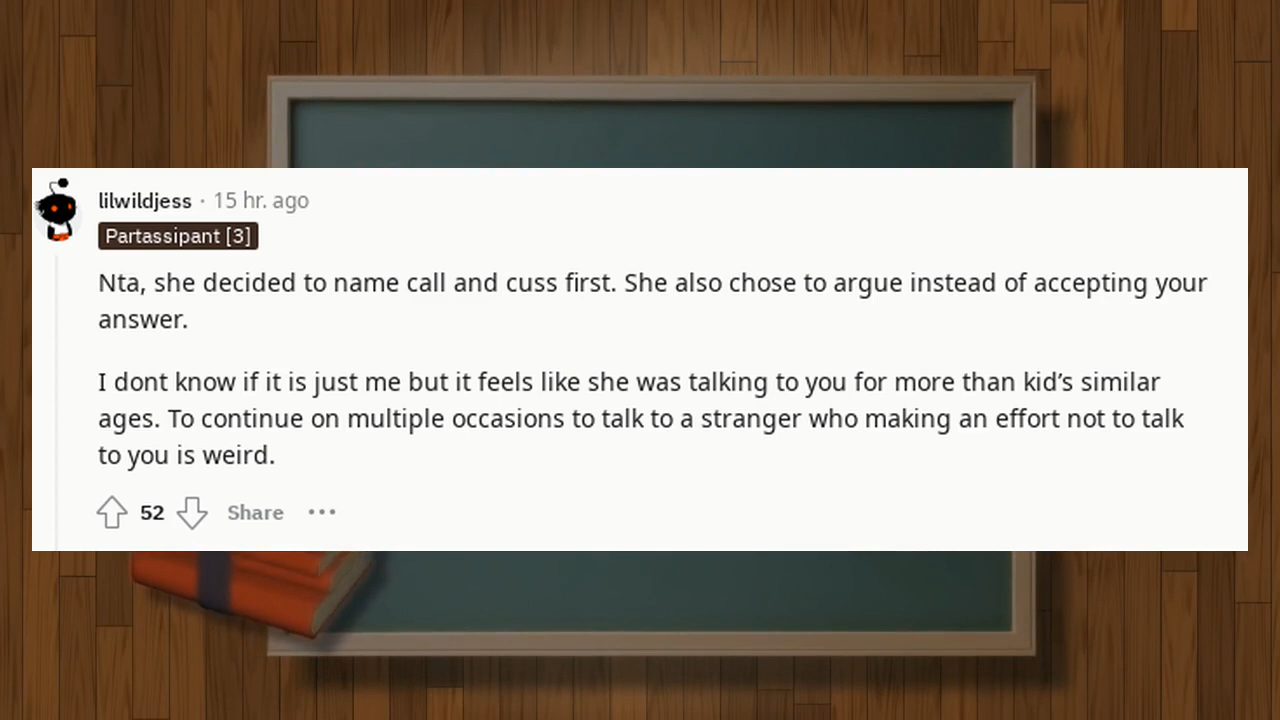 lilwildjess · 15 hr. ago
Partassipant [3]
Nta, she decided to name call and cuss first. She also chose to argue instead of accepting your
answer.
I dont know if it is just me but it feels like she was talking to you for more than kid’s similar
ages. To continue on multiple occasions to talk to a stranger who making an effort not to talk
to you is weird.
52 Share •••